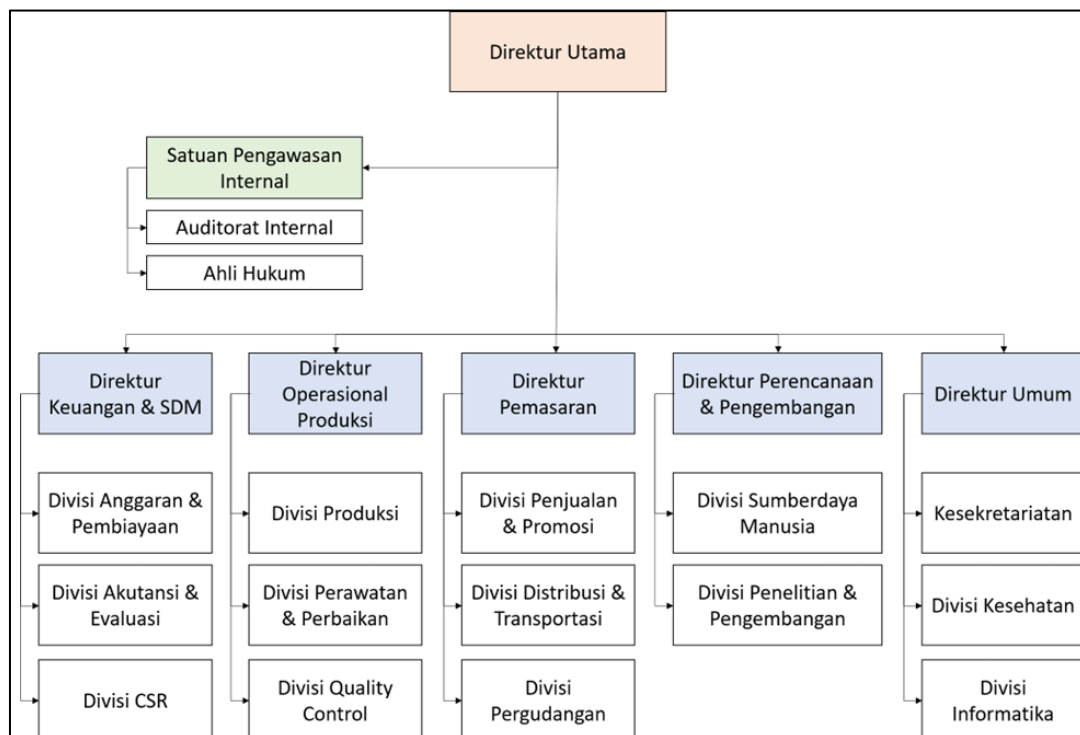 Direktur Utama
Satuan Pengawasan
Internal
Auditorat Internal
Ahli Hukum
Direktur
Keuangan & SDM
Direktur
Operasional
Produksi
Direktur
Pemasaran
Direktur Perencanaan
& Pengembangan
Direktur Umum
Divisi Anggaran &
Pembiayaan
Divisi Produksi
Divisi Penjualan
& Promosi
Divisi Sumberdaya
Manusia
Kesekretariatan
Divisi Akutansi &
Evaluasi
Divisi Perawatan
& Perbaikan
Divisi Distribusi &
Transportasi
Divisi Penelitian &
Pengembangan
Divisi Kesehatan
Divisi CSR
Divisi Quality
Control
Divisi
Pergudangan
Divisi
Informatika